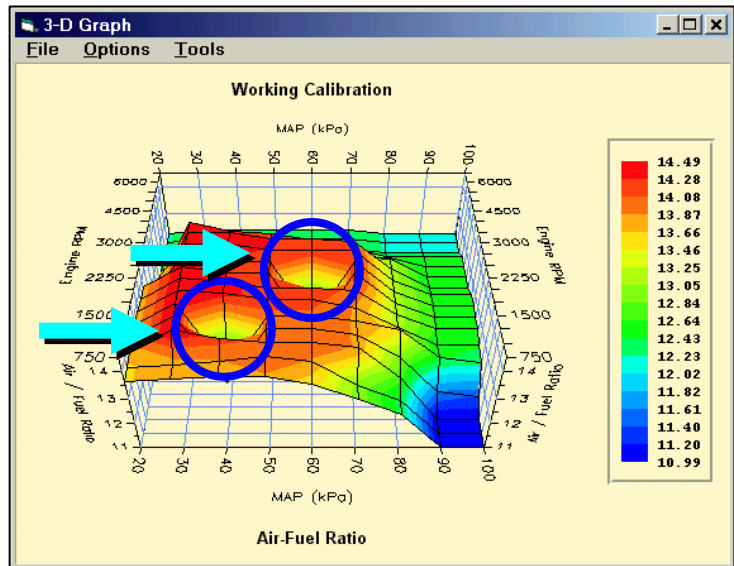 3-D Graph
File Options Tools
Working Calibration
MAP (kPa)
20 30 40 50 60 70 80 90 100
6000 6000
4500 4500
3000 3000
2250 2250
1500 1500
750 750
Engine RPM Engine RPM
14 14
13 13
12 12
11 11
Air / Fuel Ratio Air / Fuel Ratio
20 30 40 50 60 70 80 90 100
MAP (kPa)
Air-Fuel Ratio
14.49
14.28
14.08
13.87
13.66
13.46
13.25
13.05
12.84
12.64
12.43
12.23
12.02
11.82
11.61
11.40
11.20
10.99